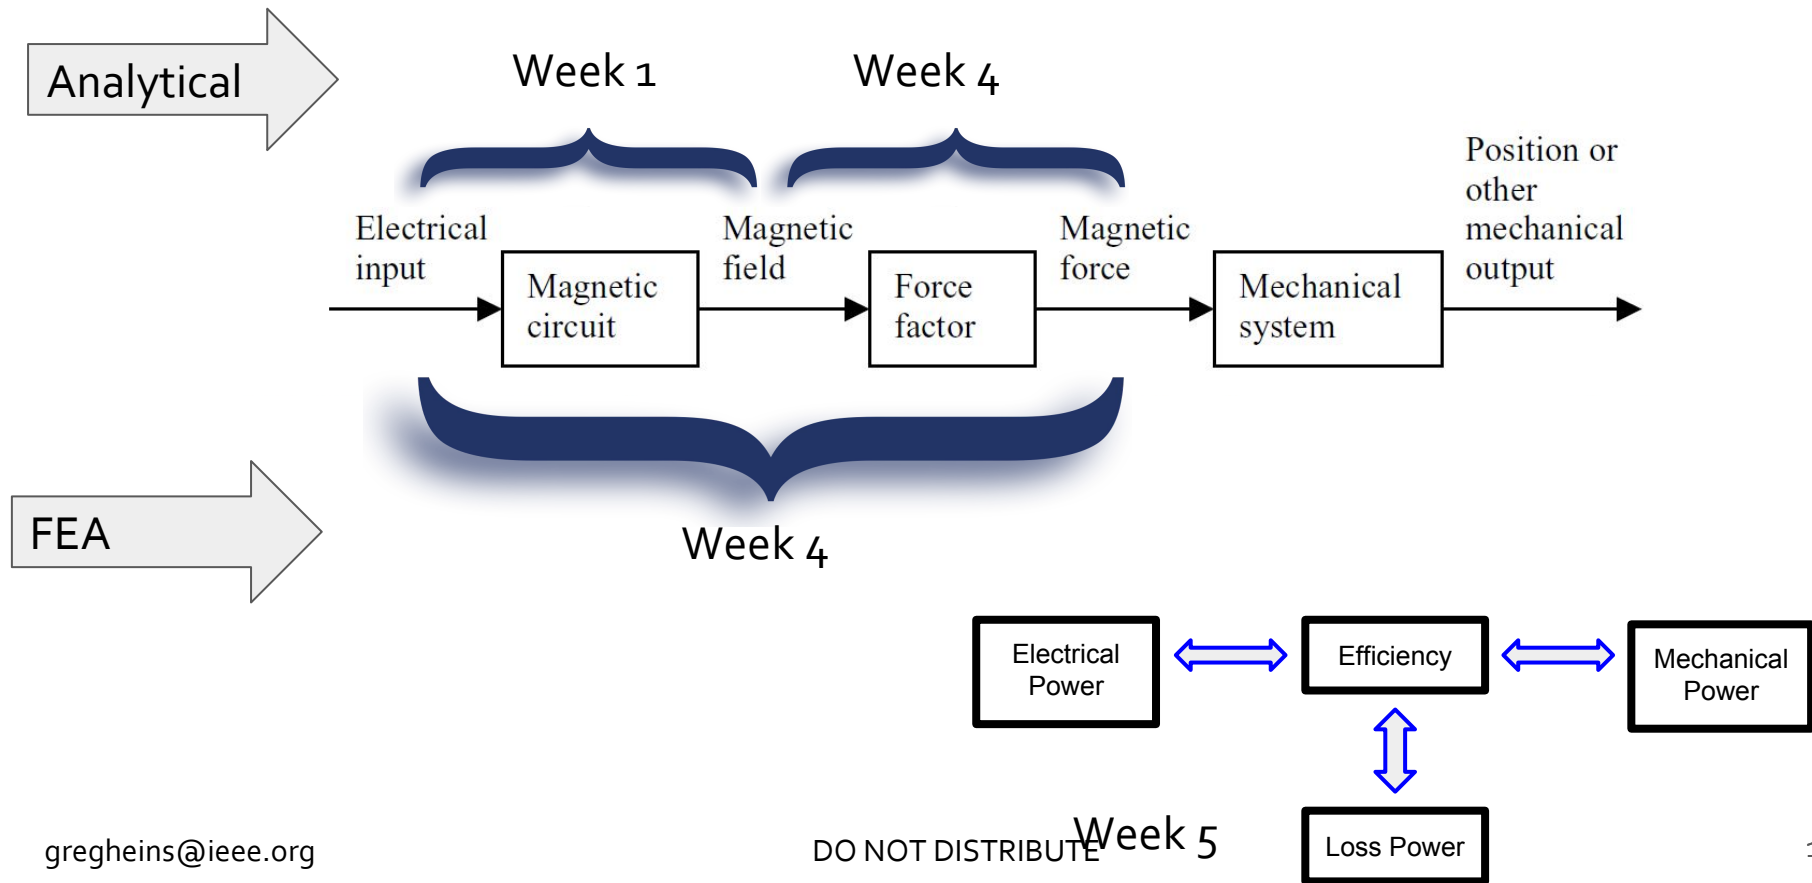 Analytical
Week 1
Week 4
Electrical
input
Magnetic
circuit
Magnetic
field
Force
factor
Magnetic
force
Mechanical
system
Position or
other
mechanical
output
FEA
Week 4
Electrical
Power
Efficiency
Mechanical
Power
Loss Power
Week 5
gregheins@ieee.org
DO NOT DISTRIBUTE